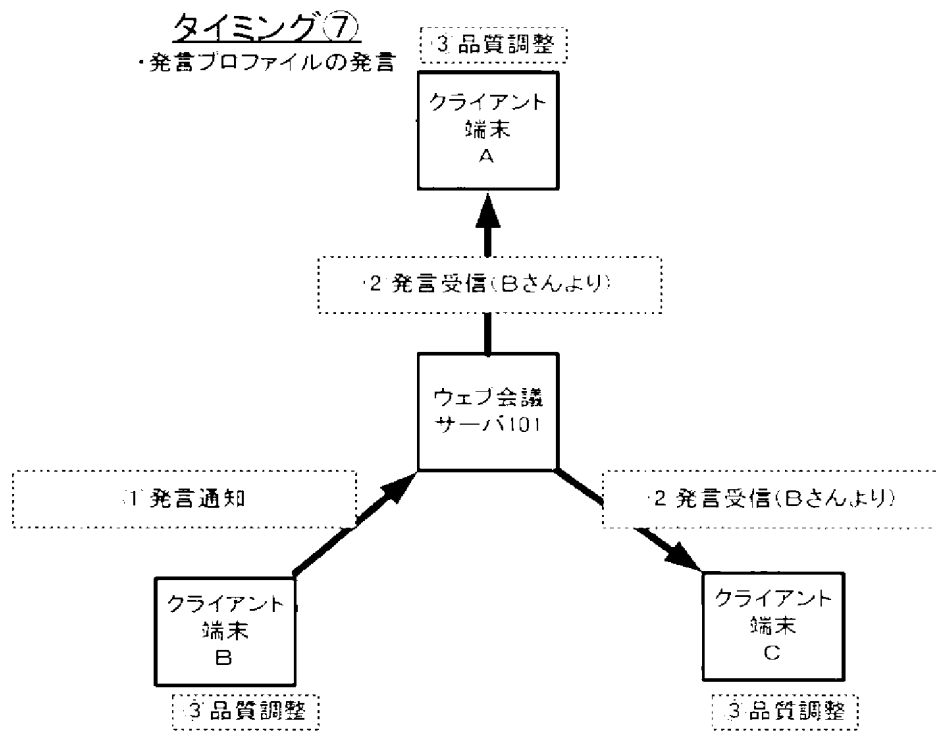 タイミング⑦
・発言プロファイルの発言
③品質調整
クライアント
端末
A
②発言受信(Bさんより)
ウェブ会議
サーバ101
①発言通知
②発言受信(Bさんより)
クライアント
端末
B
クライアント
端末
C
③品質調整
③品質調整